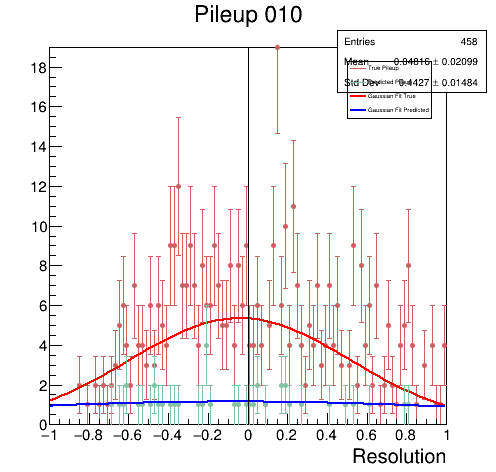 Pileup 010
Entries 458
Mean 0.04816 ± 0.02099
Std Dev 0.4427 ± 0.01484
True Pileup
Predicted Pileup
Gaussian Fit True
Gaussian Fit Predicted
18
16
14
12
10
8
6
4
2
0
−1 −0.8 −0.6 −0.4 −0.2 0 0.2 0.4 0.6 0.8 1
Resolution